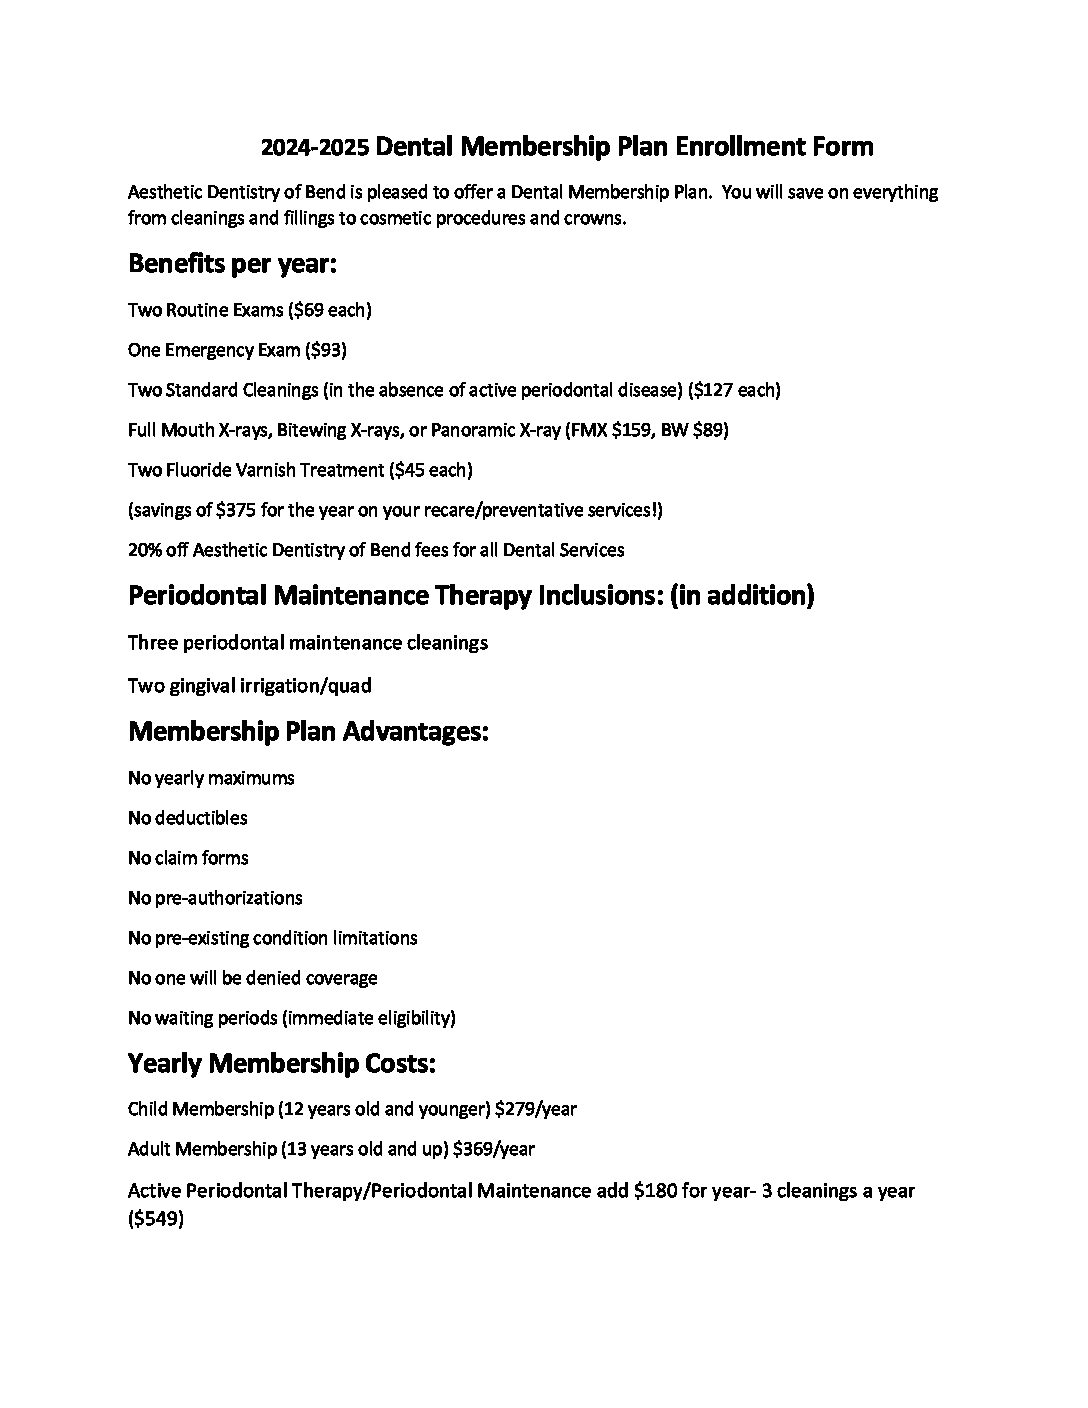 2024-2025 Dental Membership Plan Enrollment Form
Aesthetic Dentistry of Bend is pleased to offer a Dental Membership Plan.  You will save on everything
from cleanings and fillings to cosmetic procedures and crowns.
Benefits per year:
Two Routine Exams ($69 each)
One Emergency Exam ($93)
Two Standard Cleanings (in the absence of active periodontal disease) ($127 each)
Full Mouth X-rays, Bitewing X-rays, or Panoramic X-ray (FMX $159, BW $89)
Two Fluoride Varnish Treatment ($45 each)
(savings of $375 for the year on your recare/preventative services!)
20% off Aesthetic Dentistry of Bend fees for all Dental Services
Periodontal Maintenance Therapy Inclusions: (in addition)
Three periodontal maintenance cleanings
Two gingival irrigation/quad
Membership Plan Advantages:
No yearly maximums
No deductibles
No claim forms
No pre-authorizations
No pre-existing condition limitations
No one will be denied coverage
No waiting periods (immediate eligibility)
Yearly Membership Costs:
Child Membership (12 years old and younger) $279/year
Adult Membership (13 years old and up) $369/year
Active Periodontal Therapy/Periodontal Maintenance add $180 for year- 3 cleanings a year
($549)